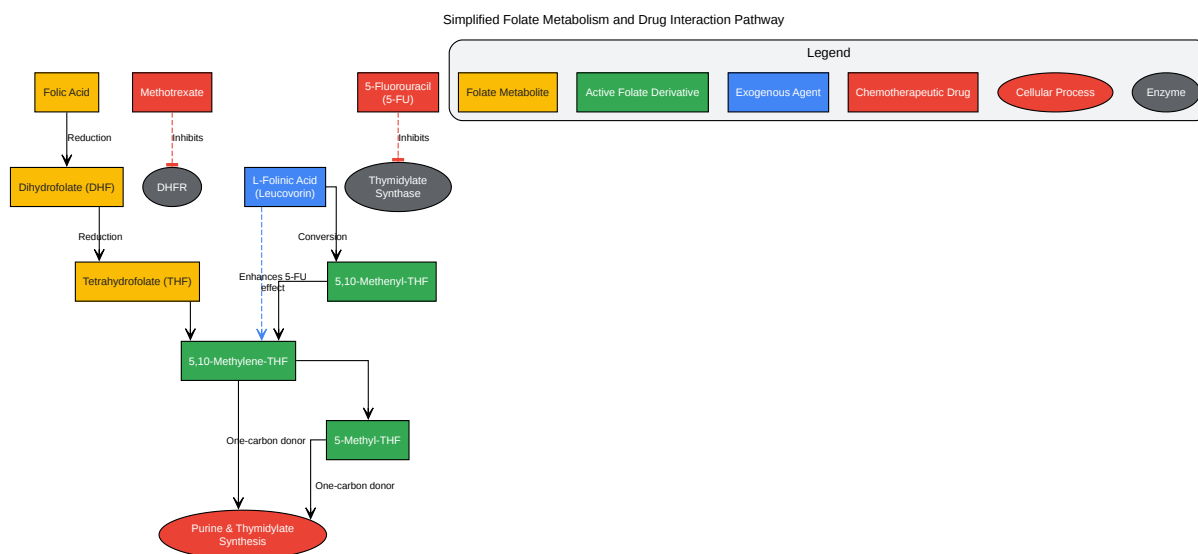 Simplified Folate Metabolism and Drug Interaction Pathway
Legend
Folic Acid
Methotrexate
5-Fluorouracil
(5-FU)
Folate Metabolite
Active Folate Derivative
Exogenous Agent
Chemotherapeutic Drug
Cellular Process
Enzyme
Reduction
Inhibits
Inhibits
Dihydrofolate (DHF)
DHFR
L-Folinic Acid
(Leucovorin)
Thymidylate
Synthase
Reduction
Conversion
Tetrahydrofolate (THF)
Enhances 5-FU
effect
5,10-Methenyl-THF
5,10-Methylene-THF
One-carbon donor
5-Methyl-THF
One-carbon donor
Purine & Thymidylate
Synthesis